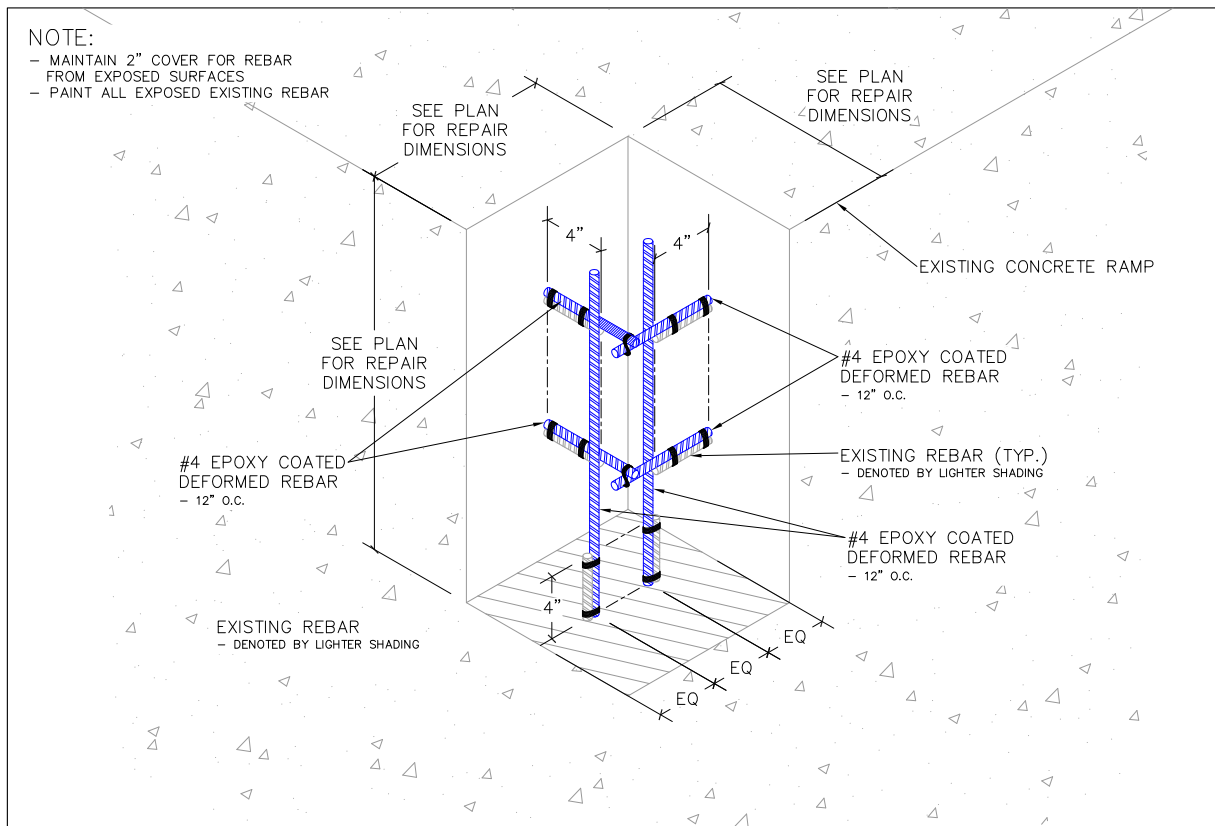 NOTE:
– MAINTAIN 2" COVER FOR REBAR
FROM EXPOSED SURFACES
– PAINT ALL EXPOSED EXISTING REBAR
SEE PLAN
FOR REPAIR
DIMENSIONS
SEE PLAN
FOR REPAIR
DIMENSIONS
4"
4"
EXISTING CONCRETE RAMP
SEE PLAN
FOR REPAIR
DIMENSIONS
#4 EPOXY COATED
DEFORMED REBAR
– 12" O.C.
#4 EPOXY COATED
DEFORMED REBAR
– 12" O.C.
EXISTING REBAR (TYP.)
– DENOTED BY LIGHTER SHADING
#4 EPOXY COATED
DEFORMED REBAR
– 12" O.C.
4"
EXISTING REBAR
– DENOTED BY LIGHTER SHADING
EQ
EQ
EQ